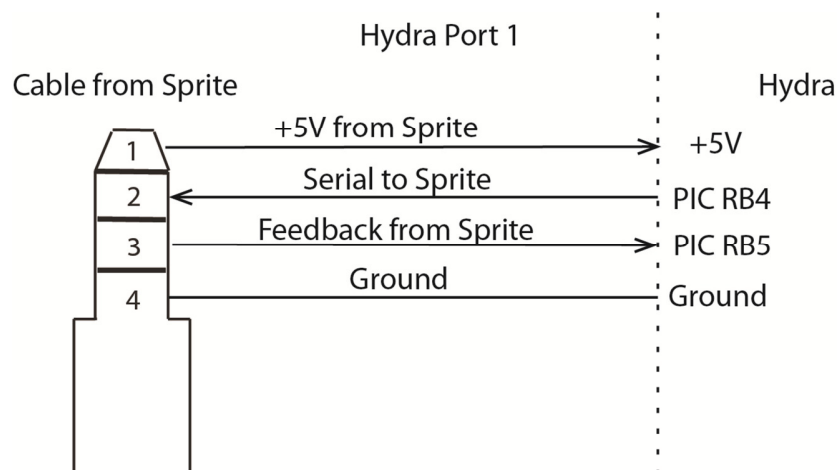 Hydra Port 1
Cable from Sprite
Hydra
1
+5V from Sprite
+5V
2
Serial to Sprite
PIC RB4
3
Feedback from Sprite
PIC RB5
4
Ground
Ground